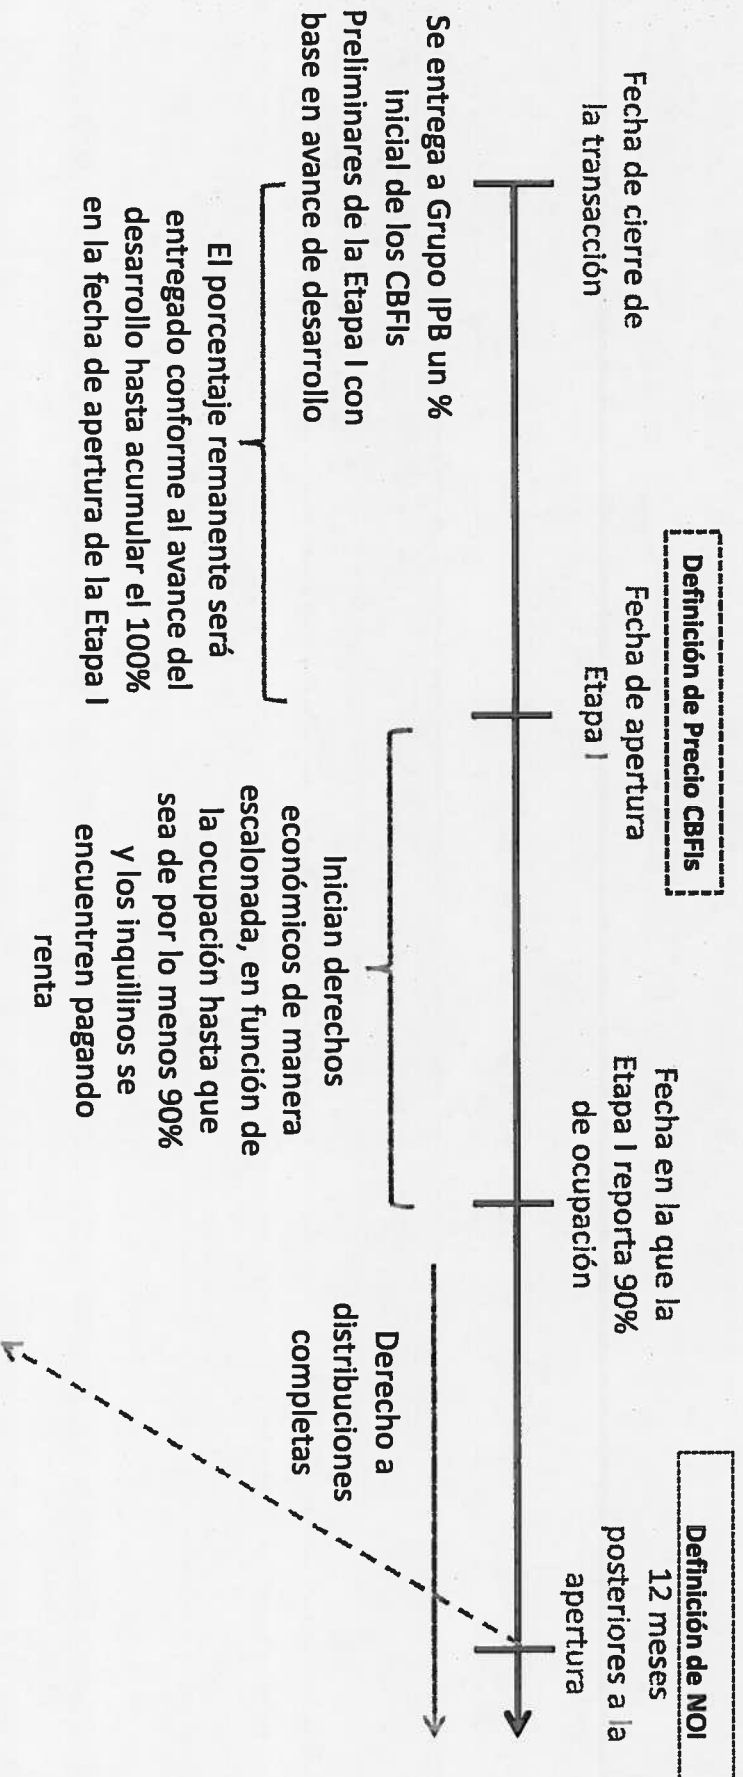 Definición de Precio CBFIs
Definición de NOI
Fecha de cierre de
la transacción
Fecha de apertura
Etapa I
Fecha en la que la
Etapa I reporta 90%
de ocupación
12 meses
posteriores a la
apertura
Se entrega a Grupo IPB un %
inicial de los CBFIs
Preliminares de la Etapa I con
base en avance de desarrollo
El porcentaje remanente será
entregado conforme al avance del
desarrollo hasta acumular el 100%
en la fecha de apertura de la Etapa I
Inician derechos
económicos de manera
escalonada, en función de
la ocupación hasta que
sea de por lo menos 90%
y los inquilinos se
encuentren pagando
renta
Derecho a
distribuciones
completas